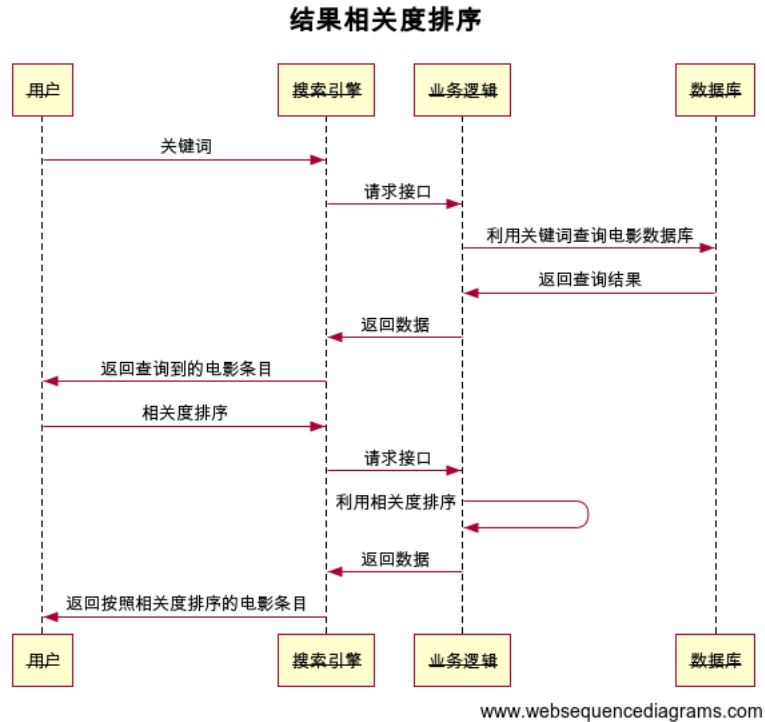 结果相关度排序
用户 搜索引擎 业务逻辑 数据库
关键词
请求接口
利用关键词查询电影数据库
返回查询结果
返回数据
返回查询到的电影条目
相关度排序
请求接口
利用相关度排序
返回数据
返回按照相关度排序的电影条目
用户 搜索引擎 业务逻辑 数据库
www.websequencediagrams.com